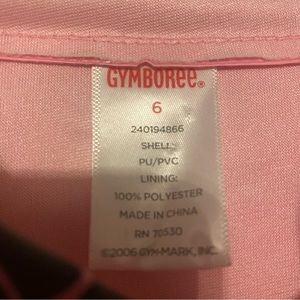 GYMBOREE®
6
240194866
SHELL:
PU/PVC
LINING:
100% POLYESTER
MADE IN CHINA
RN 70530
©2006 GYM-MARK, INC.